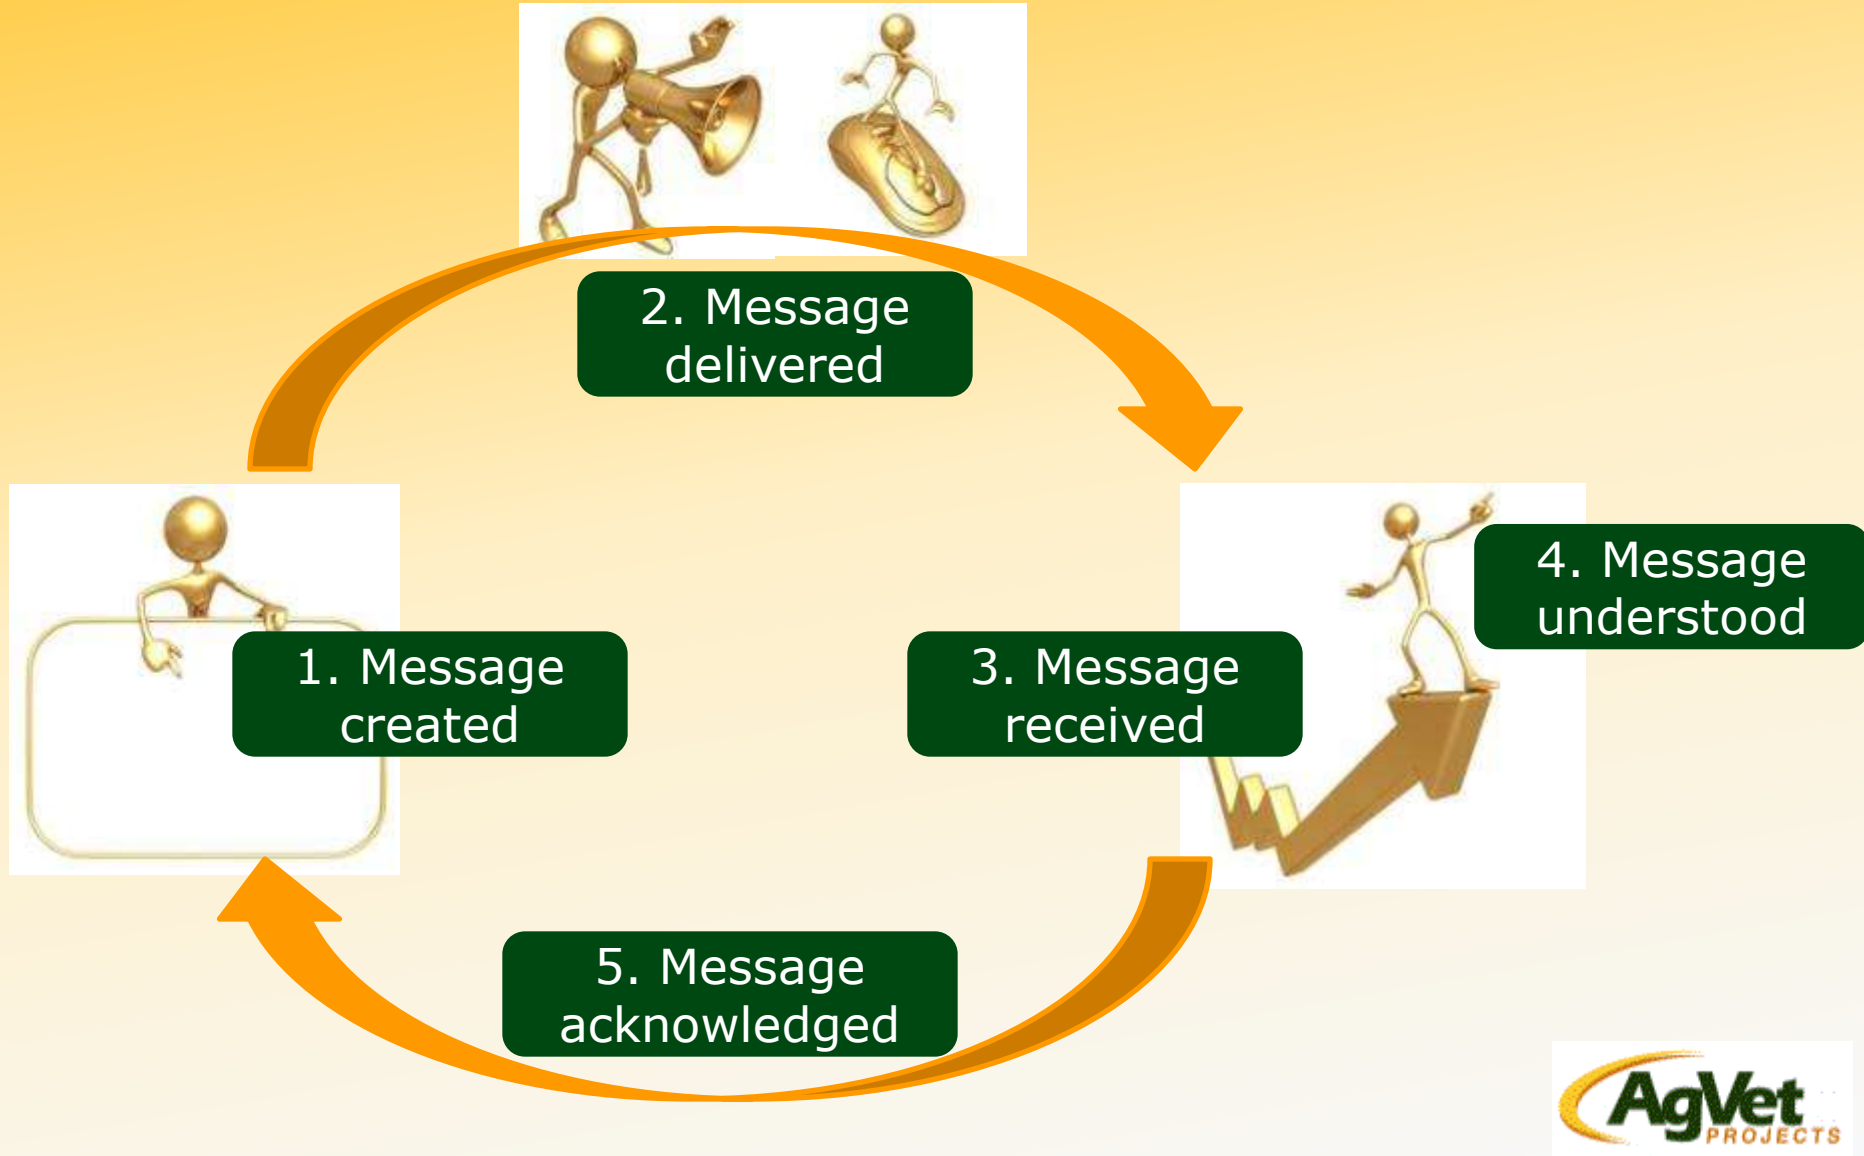 2. Message
delivered
1. Message
created
3. Message
received
4. Message
understood
5. Message
acknowledged
AgVet
PROJECTS